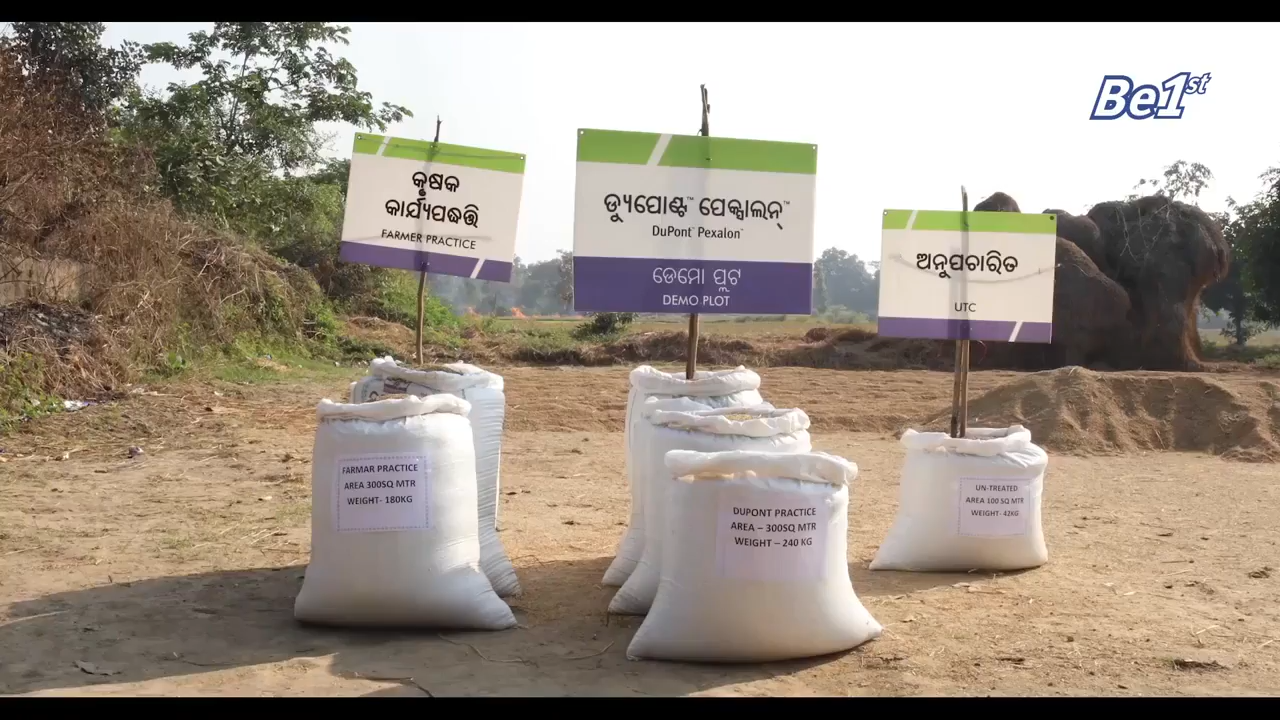 Be1st
କୃଷକ
କାର୍ଯ୍ୟପଦ୍ଧତି
FARMER PRACTICE
ଡ୍ୟୁପୋଣ୍ଟ™ ପେକ୍ସାଲନ୍™
DuPont™ Pexalon™
ଡେମୋ ପ୍ଲଟ
DEMO PLOT
ଅନୁପଚାରିତ
UTC
FARMAR PRACTICE
AREA 300SQ MTR
WEIGHT- 180KG
DUPONT PRACTICE
AREA – 300SQ MTR
WEIGHT – 240 KG
UN-TREATED
AREA 100 SQ MTR
WEIGHT- 42KG